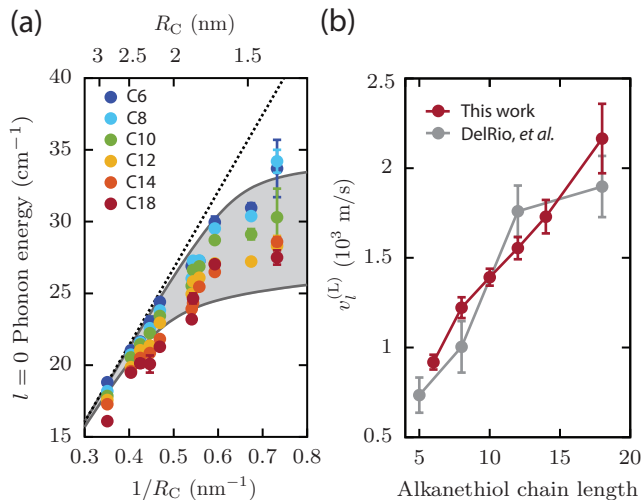 (a)
R_C (nm)
3 2.5 2 1.5
40
35
30
25
20
15
l = 0 Phonon energy (cm⁻¹)
C6
C8
C10
C12
C14
C18
0.3 0.4 0.5 0.6 0.7 0.8
1/R_C (nm⁻¹)
(b)
2.5
2
1.5
1
0.5
v_l^(L) (10³ m/s)
This work
DelRio, et al.
5 10 15 20
Alkanethiol chain length